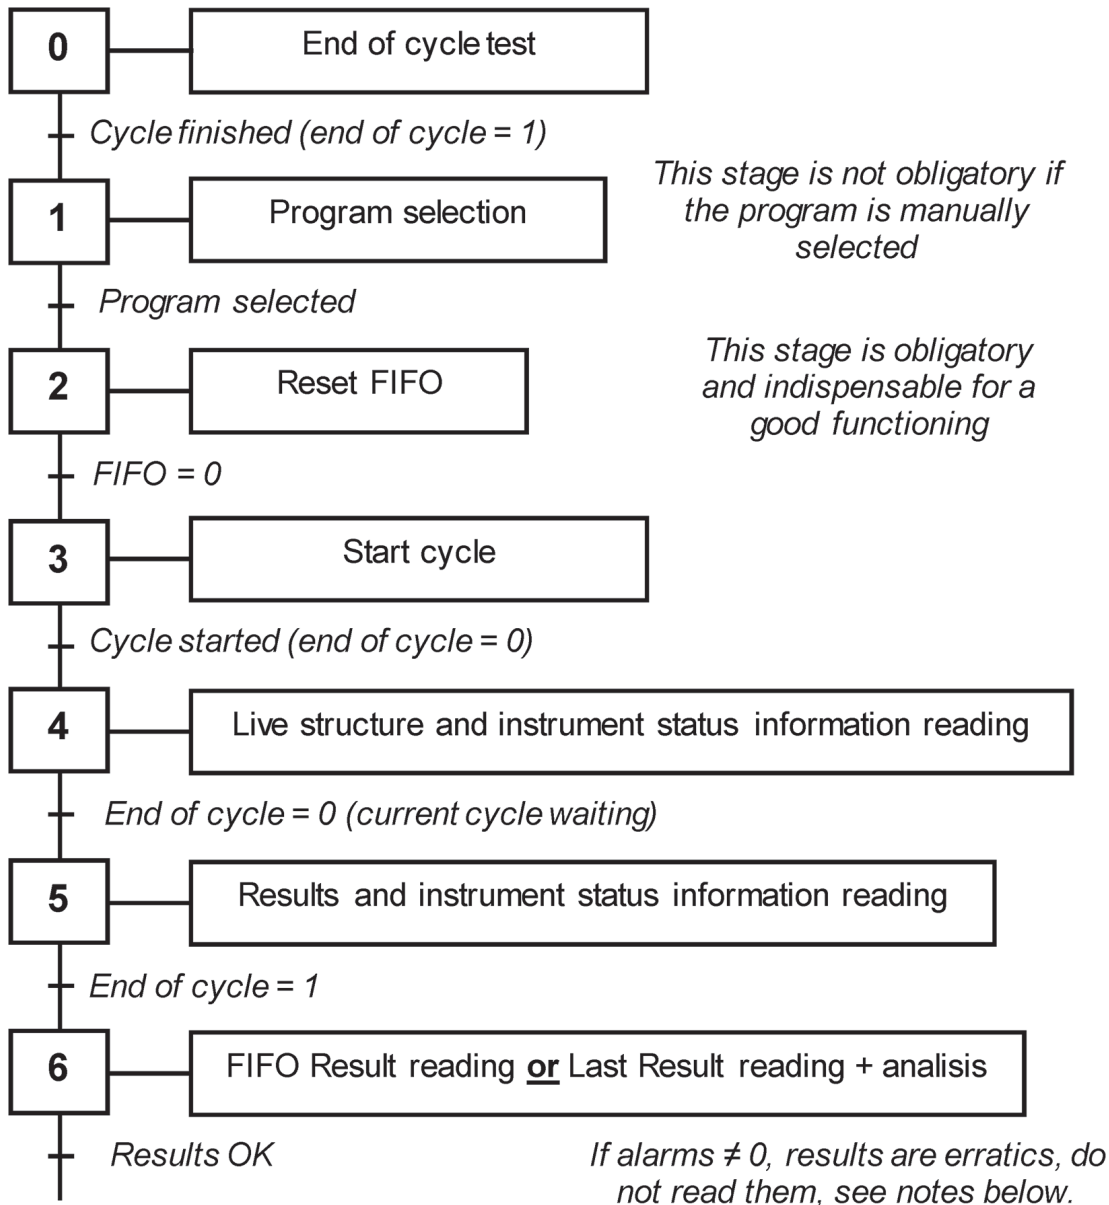 0
End of cycle test
Cycle finished (end of cycle = 1)
This stage is not obligatory if
the program is manually
selected
1
Program selection
Program selected
This stage is obligatory
and indispensable for a
good functioning
2
Reset FIFO
FIFO = 0
3
Start cycle
Cycle started (end of cycle = 0)
4
Live structure and instrument status information reading
End of cycle = 0 (current cycle waiting)
5
Results and instrument status information reading
End of cycle = 1
6
FIFO Result reading or Last Result reading + analisis
Results OK
If alarms ≠ 0, results are erratics, do
not read them, see notes below.